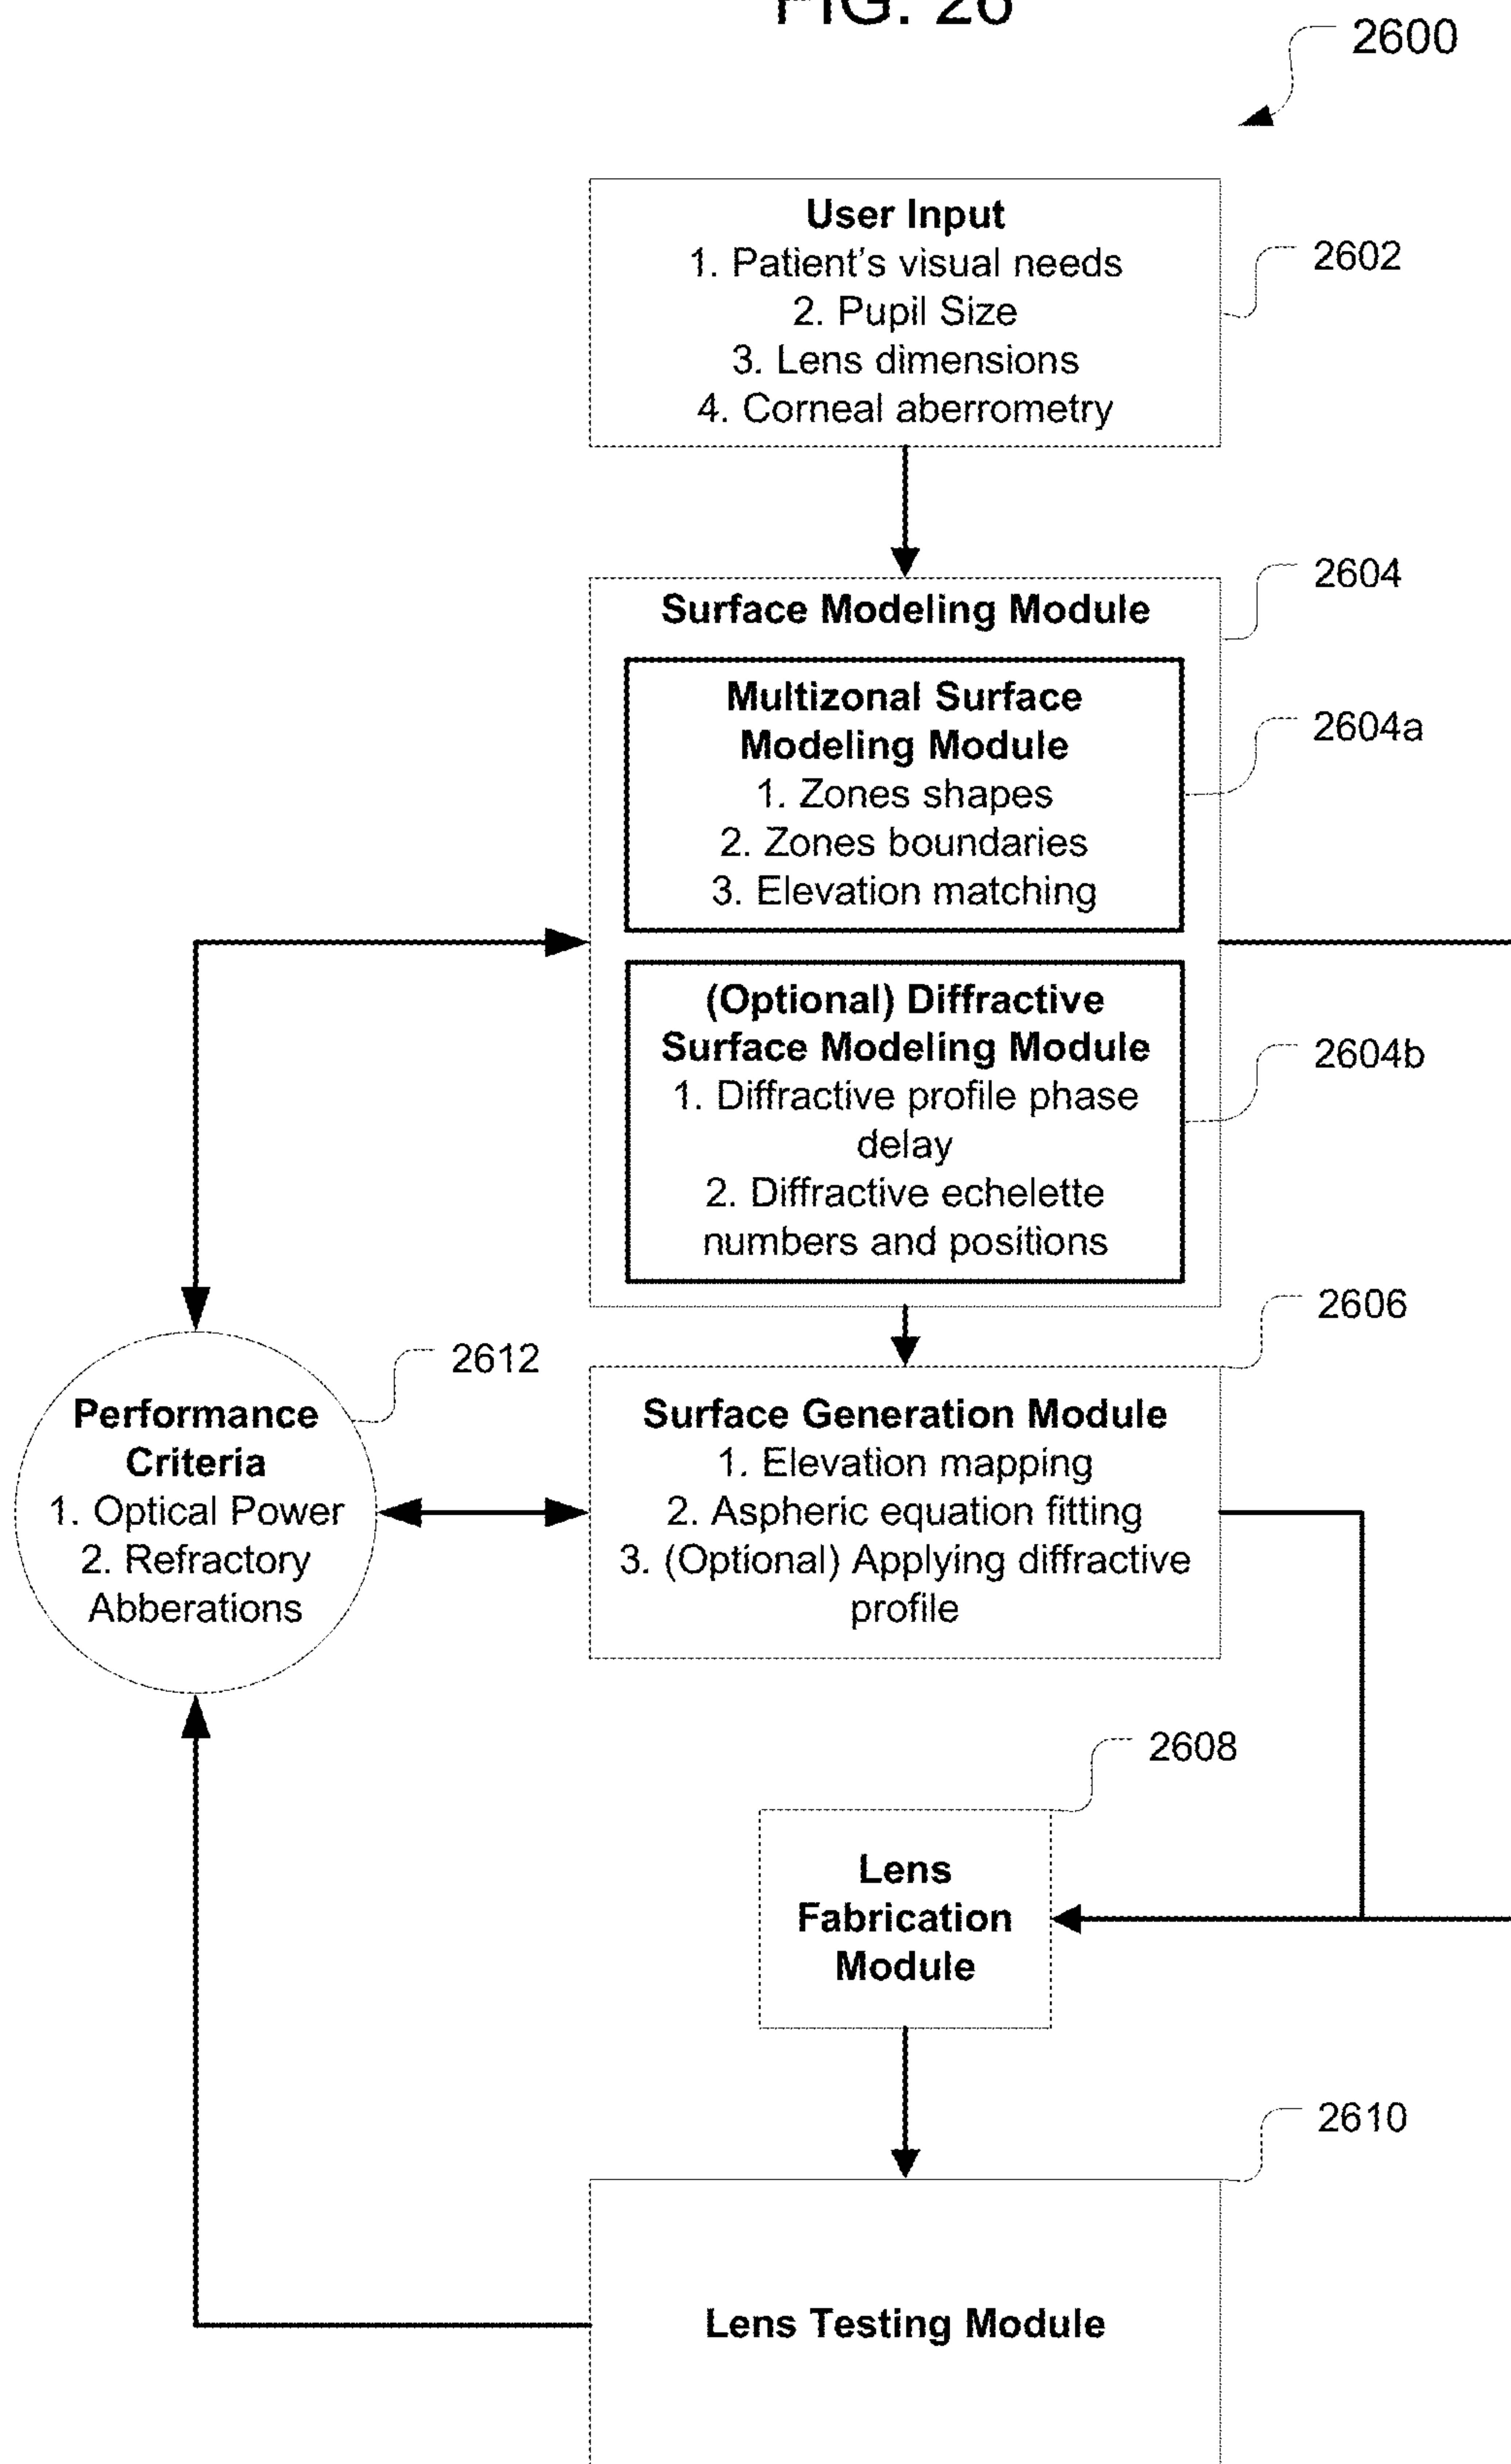 FIG. 26
2600
User Input
1. Patient's visual needs
2. Pupil Size
3. Lens dimensions
4. Corneal aberrometry
2602
Surface Modeling Module
2604
Multizonal Surface
Modeling Module
1. Zones shapes
2. Zones boundaries
3. Elevation matching
2604a
(Optional) Diffractive
Surface Modeling Module
1. Diffractive profile phase
delay
2. Diffractive echelette
numbers and positions
2604b
2606
2612
Performance
Criteria
1. Optical Power
2. Refractory
Abberations
Surface Generation Module
1. Elevation mapping
2. Aspheric equation fitting
3. (Optional) Applying diffractive
profile
2608
Lens
Fabrication
Module
2610
Lens Testing Module